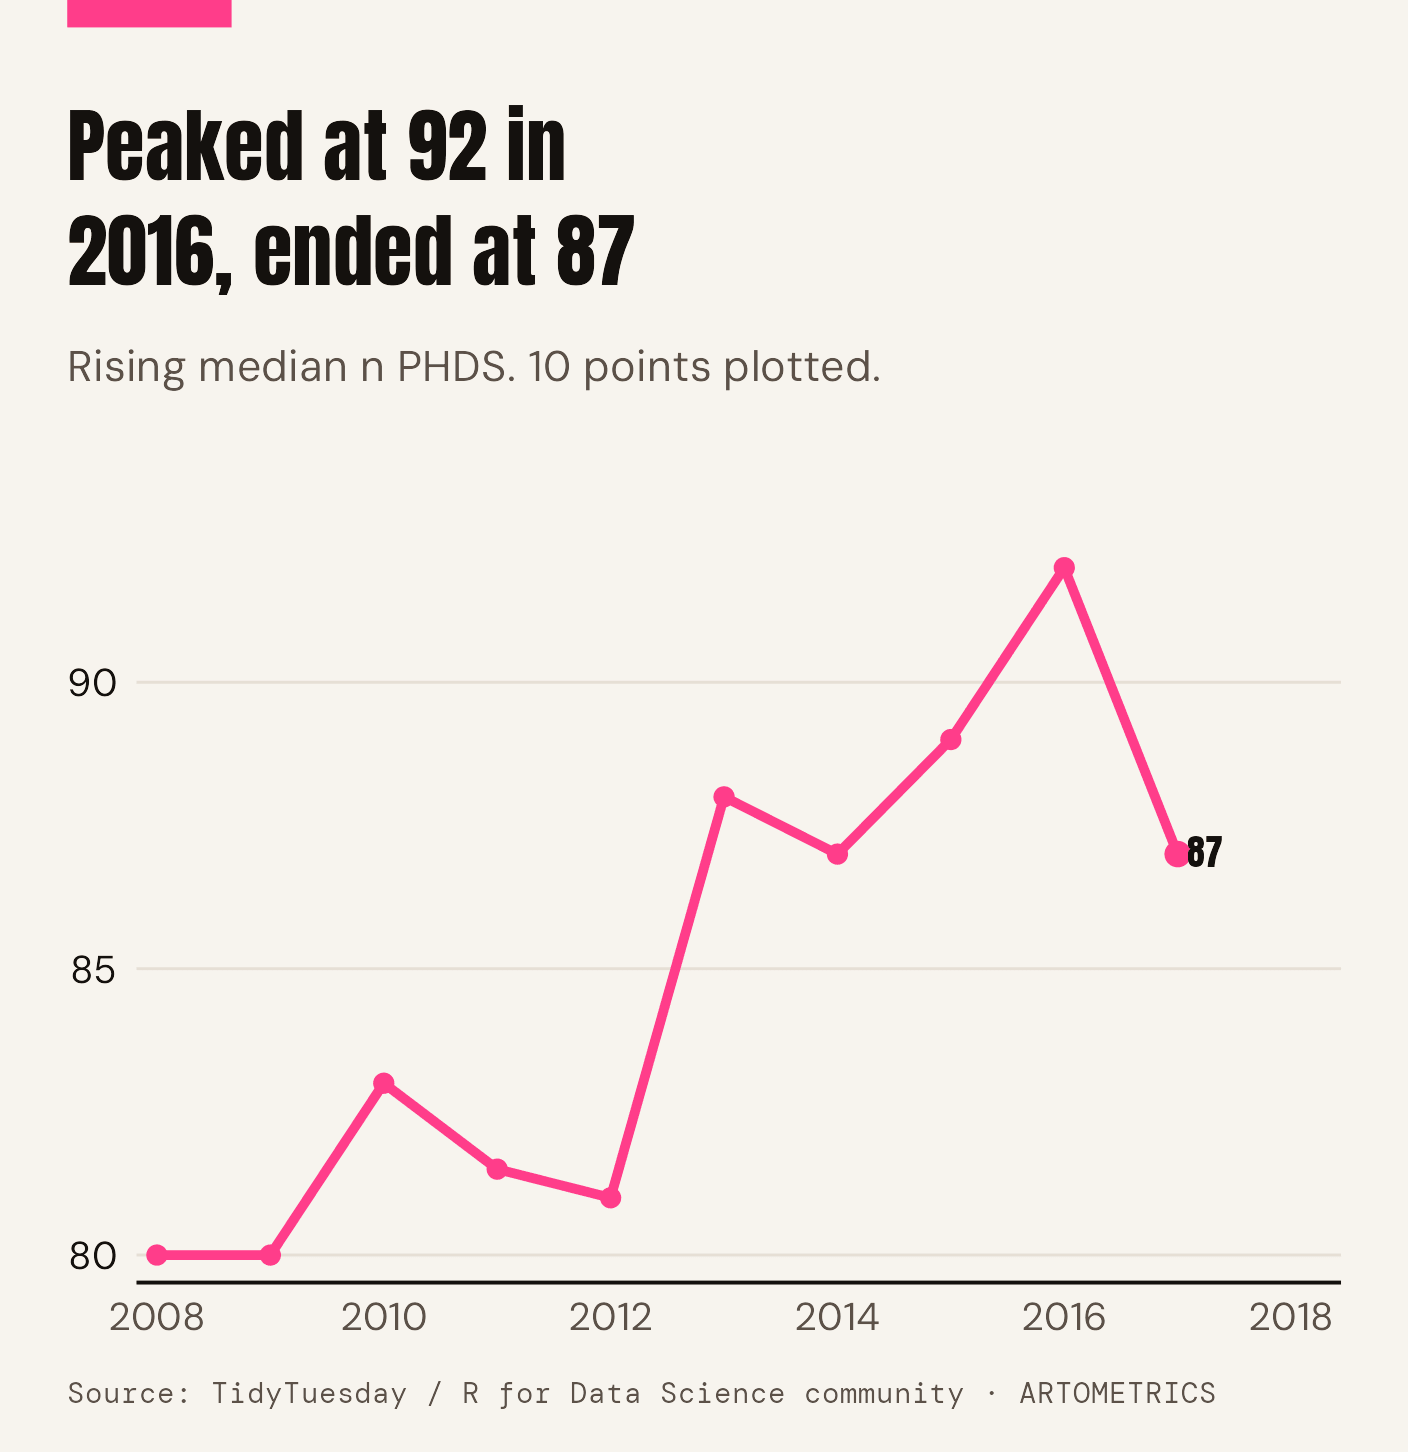 Peaked at 92 in
2016, ended at 87
Rising median n PHDS. 10 points plotted.
90
87
85
80
2008 2010 2012 2014 2016 2018
Source: TidyTuesday / R for Data Science community · ARTOMETRICS